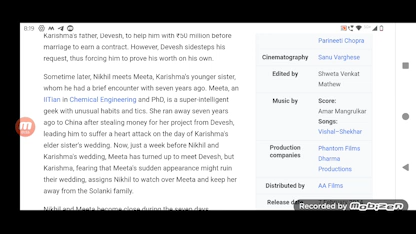 8:19
Karishma's father, Devesh, to help him with ₹50 million before
marriage to earn a contract. However, Devesh sidesteps his
request, thus forcing him to prove his worth on his own.
Sometime later, Nikhil meets Meeta, Karishma's younger sister,
whom he had a brief encounter with seven years ago. Meeta, an
IITian in Chemical Engineering and PhD, is a super-intelligent
geek with unusual habits and tics. She ran away seven years
ago to China after stealing money for her project from Devesh,
leading him to suffer a heart attack on the day of Karishma's
elder sister's wedding. Now, just a week before Nikhil and
Karishma's wedding, Meeta has turned up to meet Devesh, but
Karishma, fearing that Meeta's sudden appearance might ruin
their wedding, assigns Nikhil to watch over Meeta and keep her
away from the Solanki family.
Nikhil and Meeta become close during the seven days
Parineeti Chopra
Cinematography Sanu Varghese
Edited by Shweta Venkat
Mathew
Music by Score:
Amar Mangrulkar
Songs:
Vishal–Shekhar
Production Phantom Films
companies Dharma
Productions
Distributed by AA Films
Release date
Recorded by Mobizen